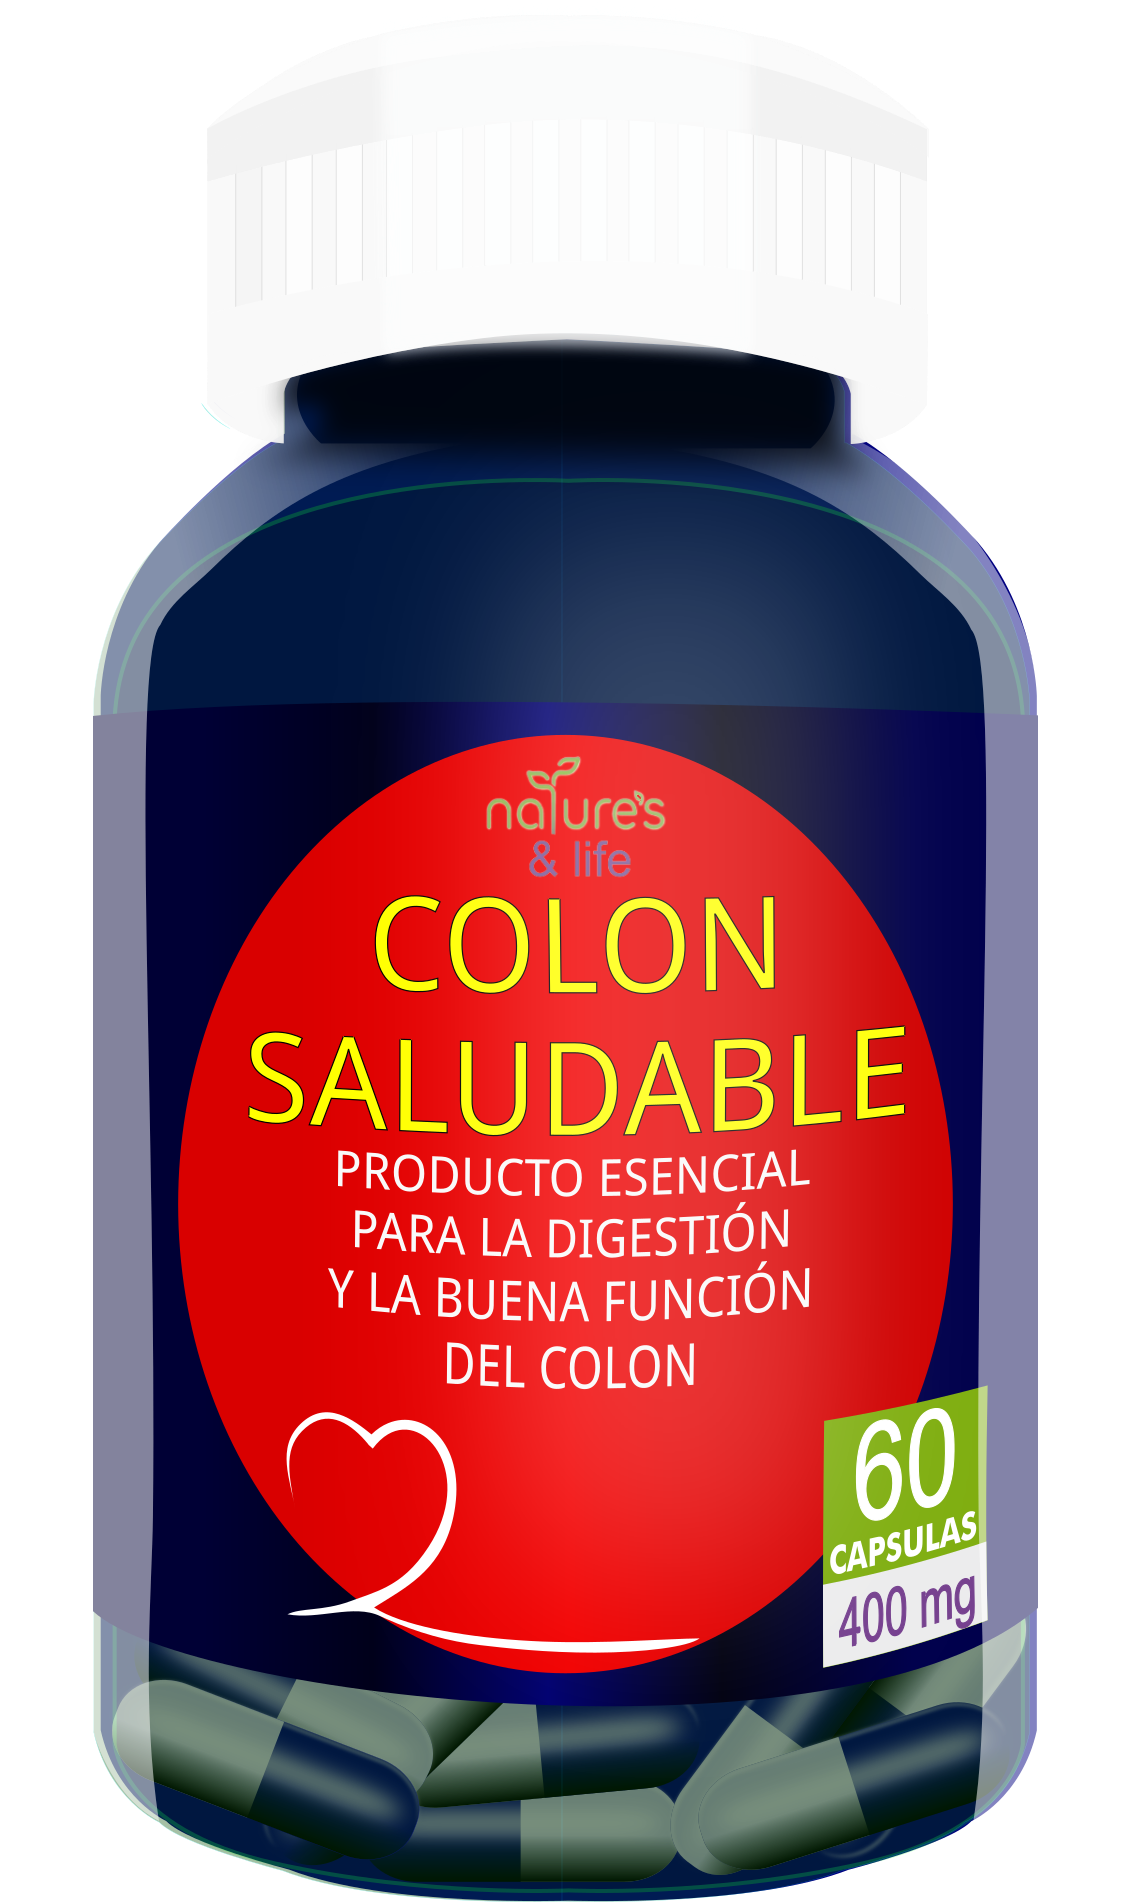 nature's
& life
COLON
SALUDABLE
PRODUCTO ESENCIAL
PARA LA DIGESTIÓN
Y LA BUENA FUNCIÓN
DEL COLON
60
CAPSULAS
400 mg